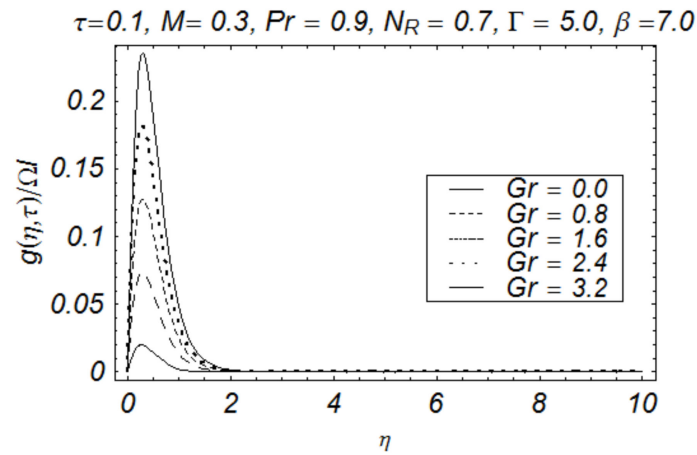 τ=0.1, M= 0.3, Pr = 0.9, N_R = 0.7, Γ = 5.0, β =7.0
g(η,τ)/Ωl
0.2
0.15
0.1
0.05
0
Gr = 0.0
Gr = 0.8
Gr = 1.6
Gr = 2.4
Gr = 3.2
0 2 4 6 8 10
η